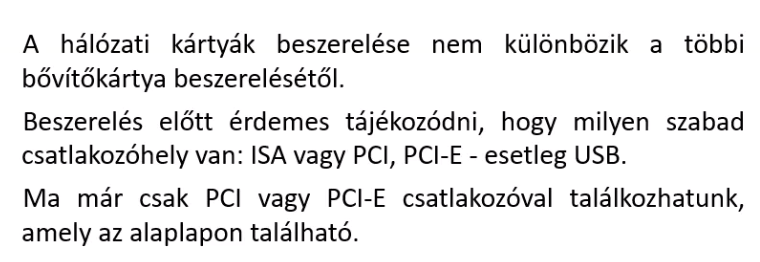 A hálózati kártyák beszerelése nem különbözik a többi
bővítőkártya beszerelésétől.
Beszerelés előtt érdemes tájékozódni, hogy milyen szabad
csatlakozóhely van: ISA vagy PCI, PCI-E - esetleg USB.
Ma már csak PCI vagy PCI-E csatlakozóval találkozhatunk,
amely az alaplapon található.